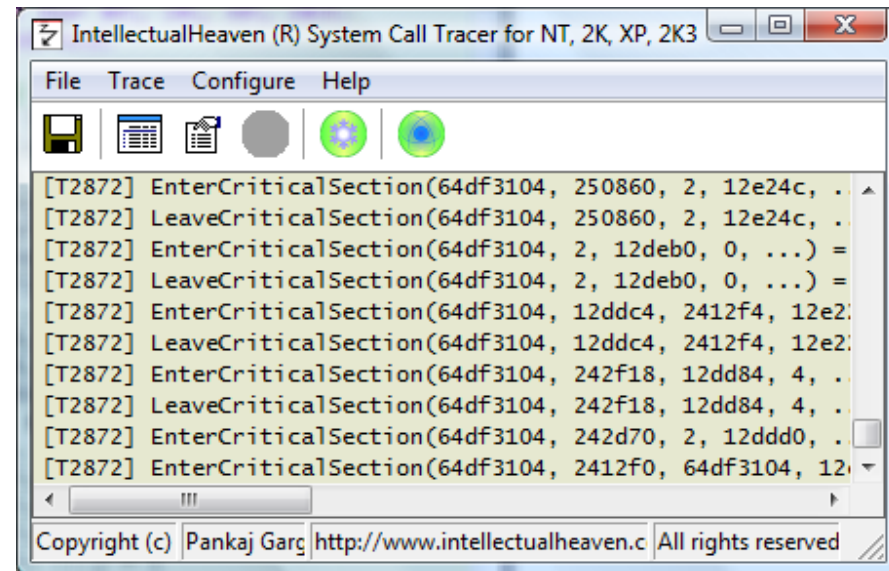 IntellectualHeaven (R) System Call Tracer for NT, 2K, XP, 2K3
File Trace Configure Help
[T2872] EnterCriticalSection(64df3104, 250860, 2, 12e24c, .
[T2872] LeaveCriticalSection(64df3104, 250860, 2, 12e24c, .
[T2872] EnterCriticalSection(64df3104, 2, 12deb0, 0, ...) =
[T2872] LeaveCriticalSection(64df3104, 2, 12deb0, 0, ...) =
[T2872] EnterCriticalSection(64df3104, 12ddc4, 2412f4,
[T2872] LeaveCriticalSection(64df3104, 12ddc4, 2412f4,
[T2872] EnterCriticalSection(64df3104, 242f18, 12dd84, 4, .
[T2872] LeaveCriticalSection(64df3104, 242f18, 12dd84, 4, .
[T2872] EnterCriticalSection(64df3104, 242d70, 2, 12ddd0, .
[T2872] EnterCriticalSection(64df3104, 2412f0, 64df3104,
Copyright (c) Pankaj Garg http://www.intellectualheaven.c All rights reserved